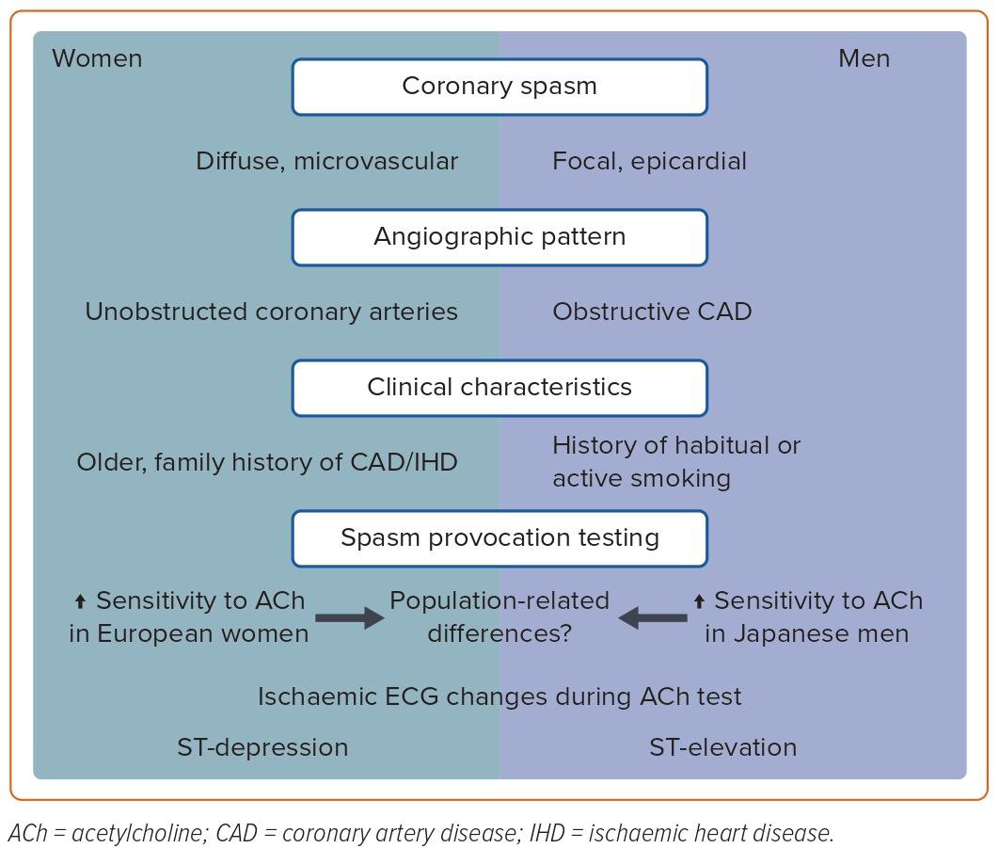 Women
Men
Coronary spasm
Diffuse, microvascular
Focal, epicardial
Angiographic pattern
Unobstructed coronary arteries
Obstructive CAD
Clinical characteristics
Older, family history of CAD/IHD
History of habitual or
active smoking
Spasm provocation testing
⬆ Sensitivity to ACh
in European women
Population-related
differences?
⬆ Sensitivity to ACh
in Japanese men
Ischaemic ECG changes during ACh test
ST-depression
ST-elevation
ACh = acetylcholine; CAD = coronary artery disease; IHD = ischaemic heart disease.